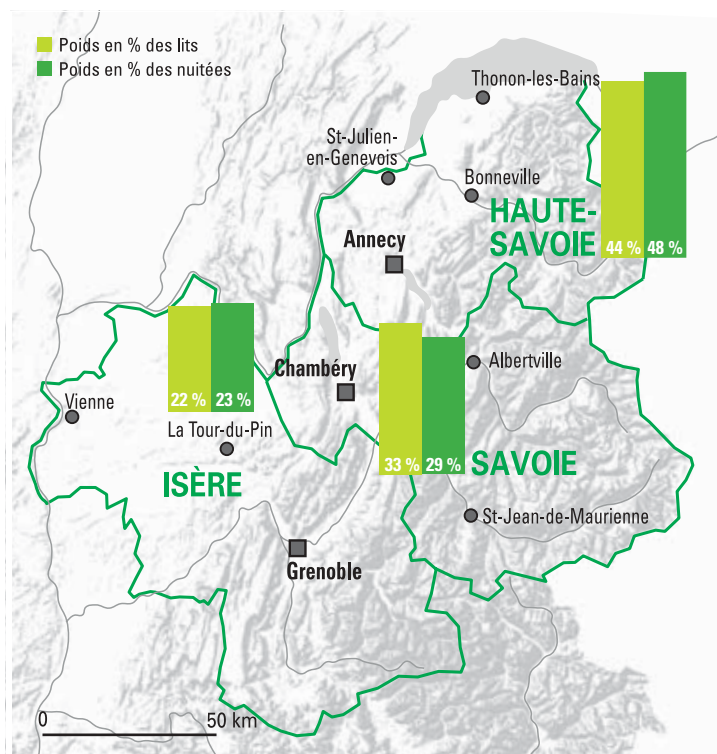 Poids en % des lits
Poids en % des nuitées
Thonon-les-Bains
St-Julien-
en-Genevois
Bonneville
HAUTE-
SAVOIE
44 % 48 %
Annecy
22 % 23 %
Chambéry
Albertville
Vienne
La Tour-du-Pin
33 % 29 %
SAVOIE
ISÈRE
St-Jean-de-Maurienne
Grenoble
0 50 km